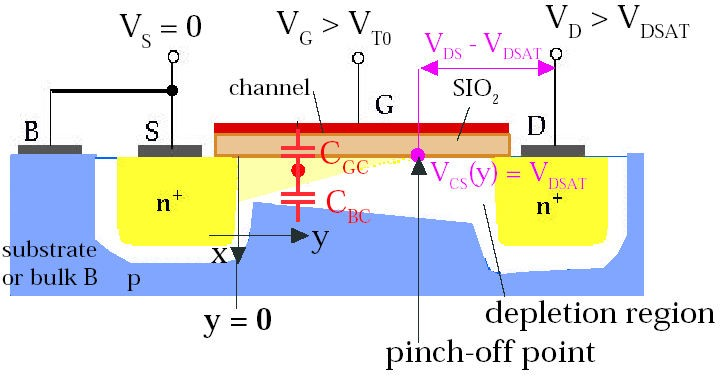 V_S = 0
V_G > V_T0
V_D > V_DSAT
V_DS - V_DSAT
channel
G
SIO₂
B
S
D
C_GC
V_CS(y) = V_DSAT
n⁺
n⁺
C_BC
substrate
or bulk B
p
x
y
y = 0
depletion region
pinch-off point